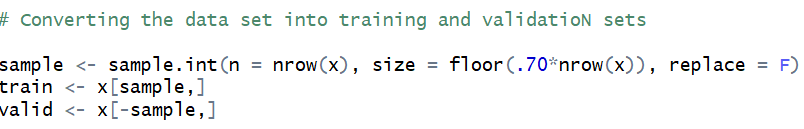 # Converting the data set into training and validatioN sets
sample <- sample.int(n = nrow(x), size = floor(.70*nrow(x)), replace = F)
train <- x[sample,]
valid <- x[-sample,]